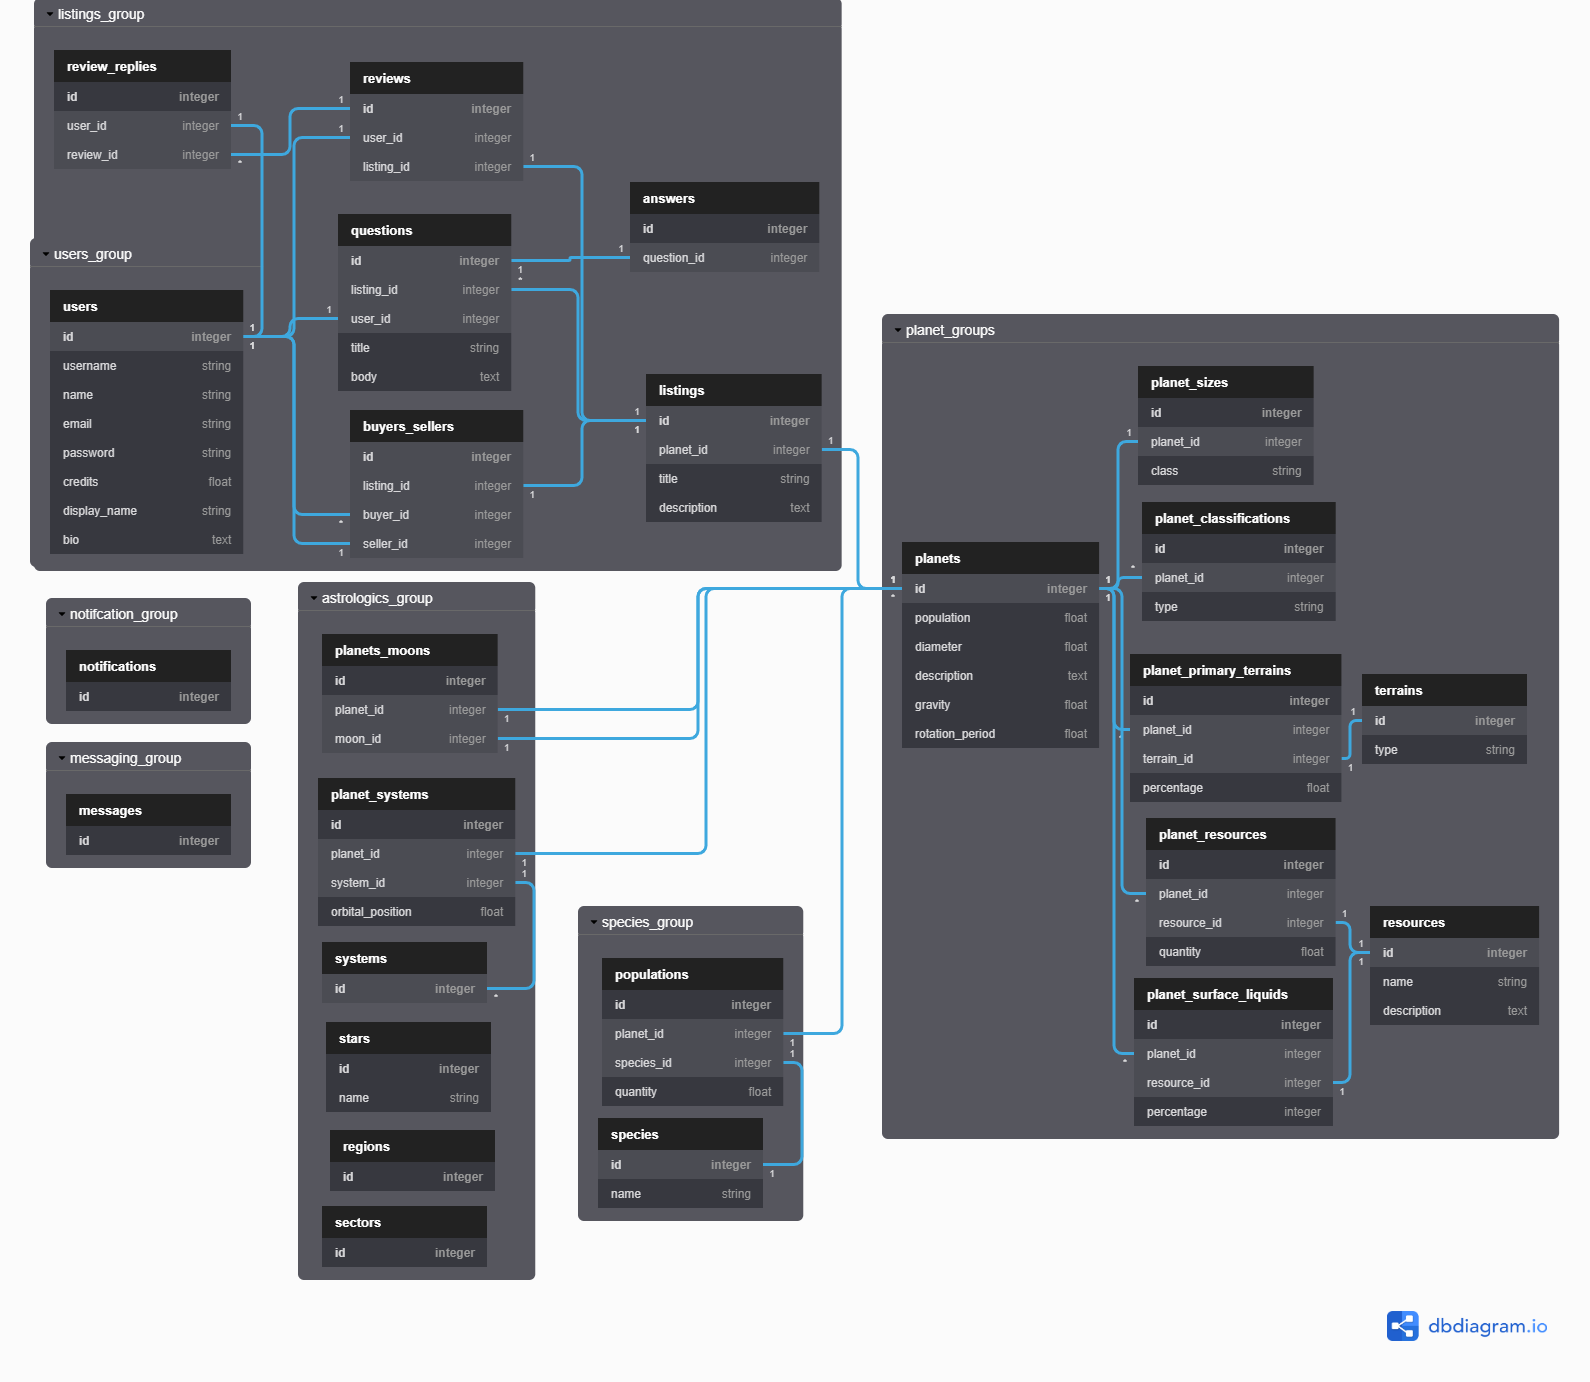 listings_group
review_replies
id integer
user_id integer
review_id integer
reviews
id integer
user_id integer
listing_id integer
answers
id integer
question_id integer
questions
id integer
listing_id integer
user_id integer
title string
body text
users_group
users
id integer
username string
name string
email string
password string
credits float
display_name string
bio text
buyers_sellers
id integer
listing_id integer
buyer_id integer
seller_id integer
listings
id integer
planet_id integer
title string
description text
planet_groups
planet_sizes
id integer
planet_id integer
class string
planet_classifications
id integer
planet_id integer
type string
planets
id integer
population float
diameter float
description text
gravity float
rotation_period float
planet_primary_terrains
id integer
planet_id integer
terrain_id integer
percentage float
terrains
id integer
type string
planet_resources
id integer
planet_id integer
resource_id integer
quantity float
resources
id integer
name string
description text
planet_surface_liquids
id integer
planet_id integer
resource_id integer
percentage integer
notifcation_group
notifications
id integer
messaging_group
messages
id integer
astrologics_group
planets_moons
id integer
planet_id integer
moon_id integer
planet_systems
id integer
planet_id integer
system_id integer
orbital_position float
systems
id integer
stars
id integer
name string
regions
id integer
sectors
id integer
species_group
populations
id integer
planet_id integer
species_id integer
quantity float
species
id integer
name string
dbdiagram.io